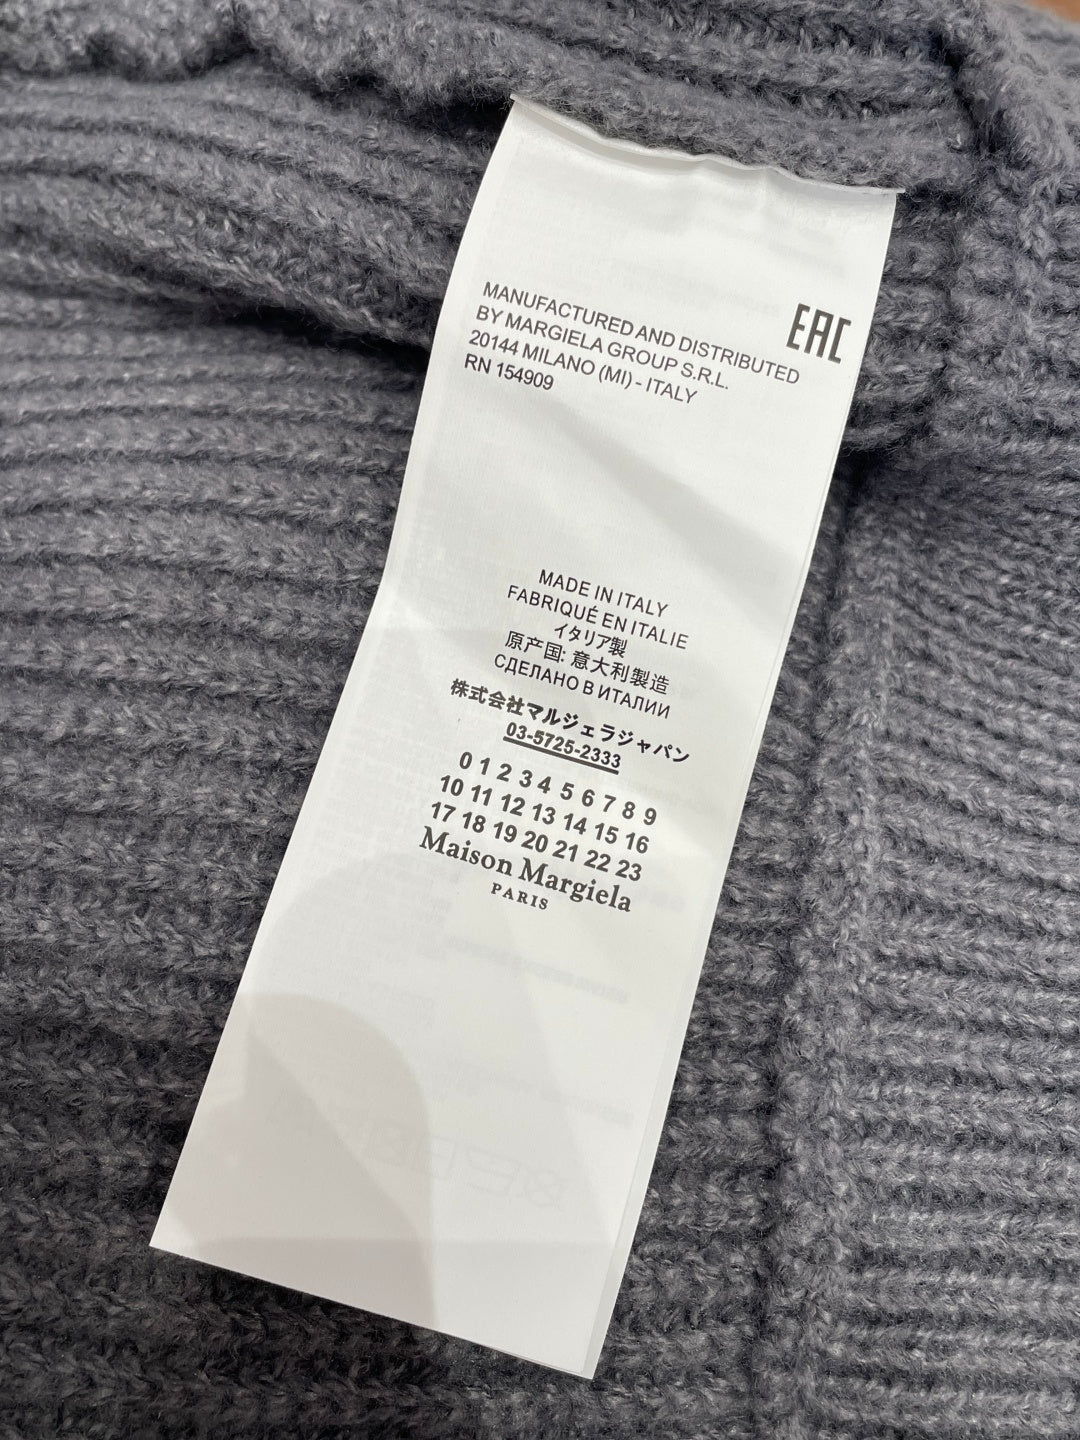 MANUFACTURED AND DISTRIBUTED
BY MARGIELA GROUP S.R.L.
20144 MILANO (MI) - ITALY
RN 154909
EAC
MADE IN ITALY
FABRIQUÉ EN ITALIE
イタリア製
原产国: 意大利製造
СДЕЛАНО В ИТАЛИИ
株式会社マルジェラジャパン
03-5725-2333
0 1 2 3 4 5 6 7 8 9
10 11 12 13 14 15 16
17 18 19 20 21 22 23
Maison Margiela
PARIS